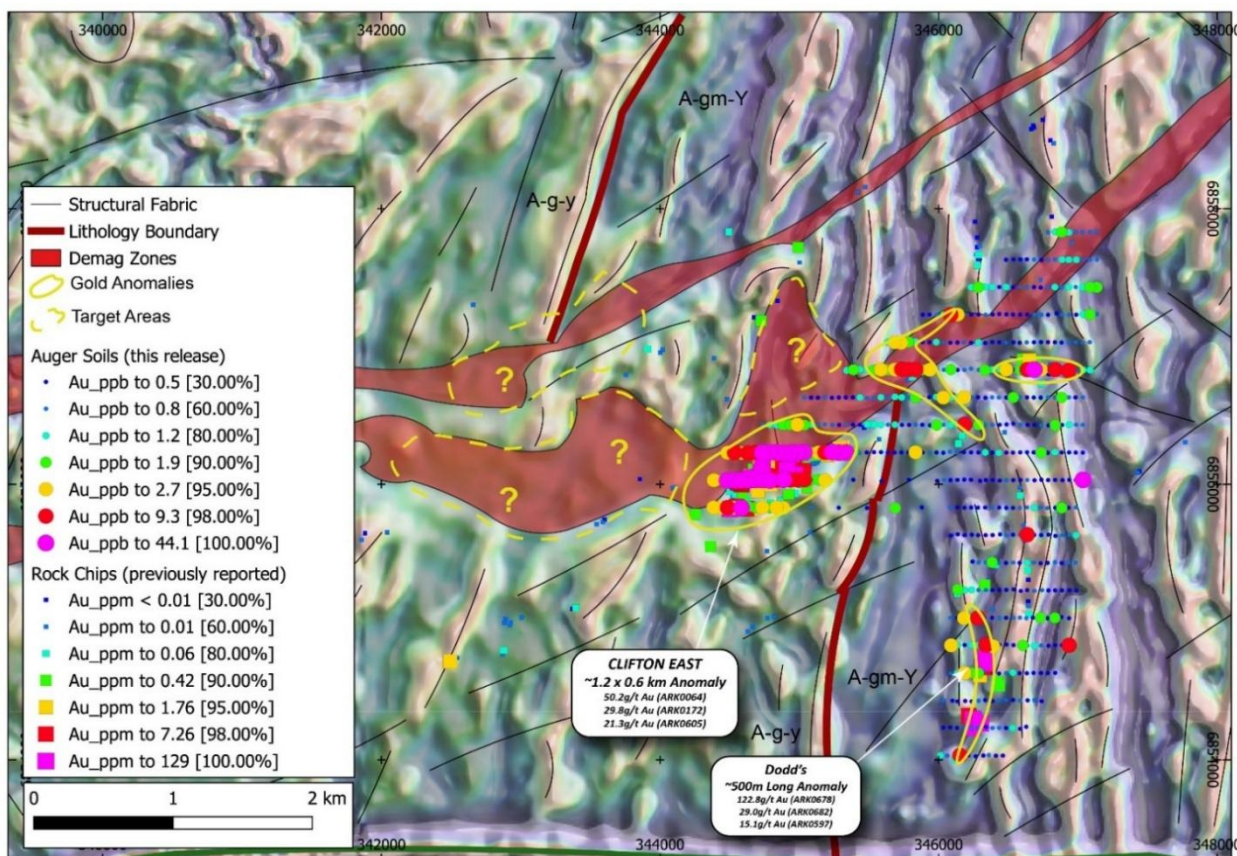 340000 342000 344000 346000 348000
A-gm-Y
A-g-y
6858000
6856000
6854000
Structural Fabric
Lithology Boundary
Demag Zones
Gold Anomalies
Target Areas
Auger Soils (this release)
Au_ppb to 0.5 [30.00%]
Au_ppb to 0.8 [60.00%]
Au_ppb to 1.2 [80.00%]
Au_ppb to 1.9 [90.00%]
Au_ppb to 2.7 [95.00%]
Au_ppb to 9.3 [98.00%]
Au_ppb to 44.1 [100.00%]
Rock Chips (previously reported)
Au_ppm < 0.01 [30.00%]
Au_ppm to 0.01 [60.00%]
Au_ppm to 0.06 [80.00%]
Au_ppm to 0.42 [90.00%]
Au_ppm to 1.76 [95.00%]
Au_ppm to 7.26 [98.00%]
Au_ppm to 129 [100.00%]
0 1 2 km
?
?
?
?
CLIFTON EAST
~1.2 x 0.6 km Anomaly
50.2g/t Au (ARK0064)
29.8g/t Au (ARK0172)
21.3g/t Au (ARK0605)
A-gm-Y
A-g-y
Dodd's
~500m Long Anomaly
122.8g/t Au (ARK0678)
29.0g/t Au (ARK0682)
15.1g/t Au (ARK0597)
342000 344000 346000 348000